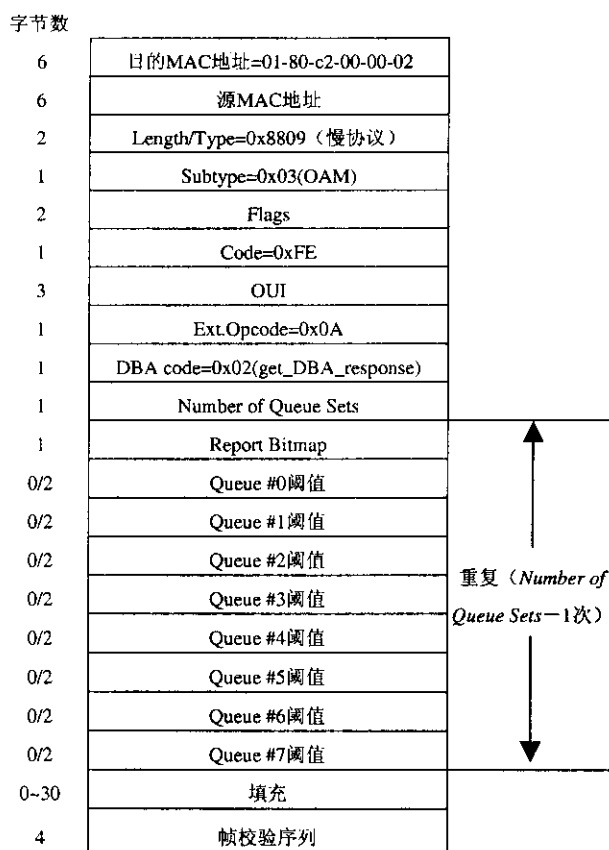 字节数
6 目的MAC地址=01-80-c2-00-00-02
6 源MAC地址
2 Length/Type=0x8809（慢协议）
1 Subtype=0x03(OAM)
2 Flags
1 Code=0xFE
3 OUI
1 Ext.Opcode=0x0A
1 DBA code=0x02(get_DBA_response)
1 Number of Queue Sets
1 Report Bitmap
0/2 Queue #0阈值
0/2 Queue #1阈值
0/2 Queue #2阈值
0/2 Queue #3阈值
重复（Number of
Queue Sets－1次）
0/2 Queue #4阈值
0/2 Queue #5阈值
0/2 Queue #6阈值
0/2 Queue #7阈值
0~30 填充
4 帧校验序列